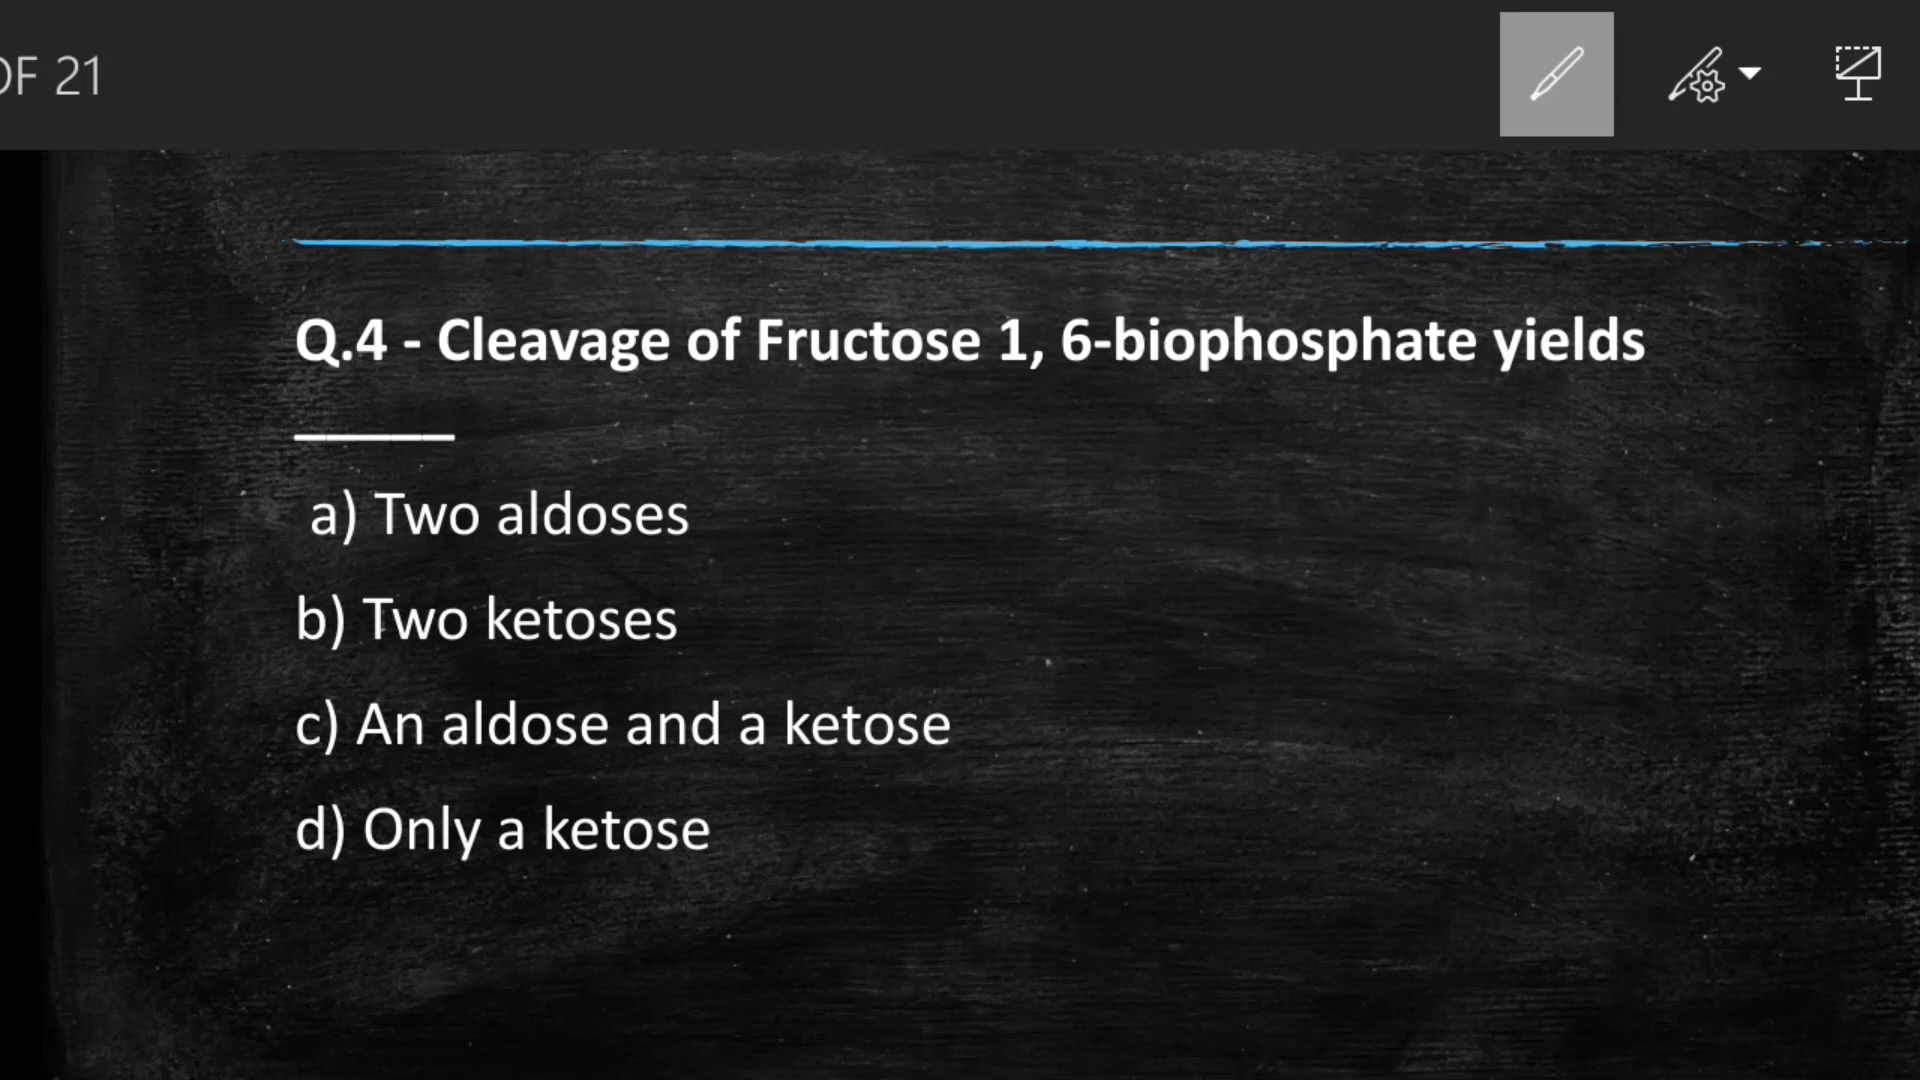 OF 21
Q.4 - Cleavage of Fructose 1, 6-biophosphate yields
______
a) Two aldoses
b) Two ketoses
c) An aldose and a ketose
d) Only a ketose